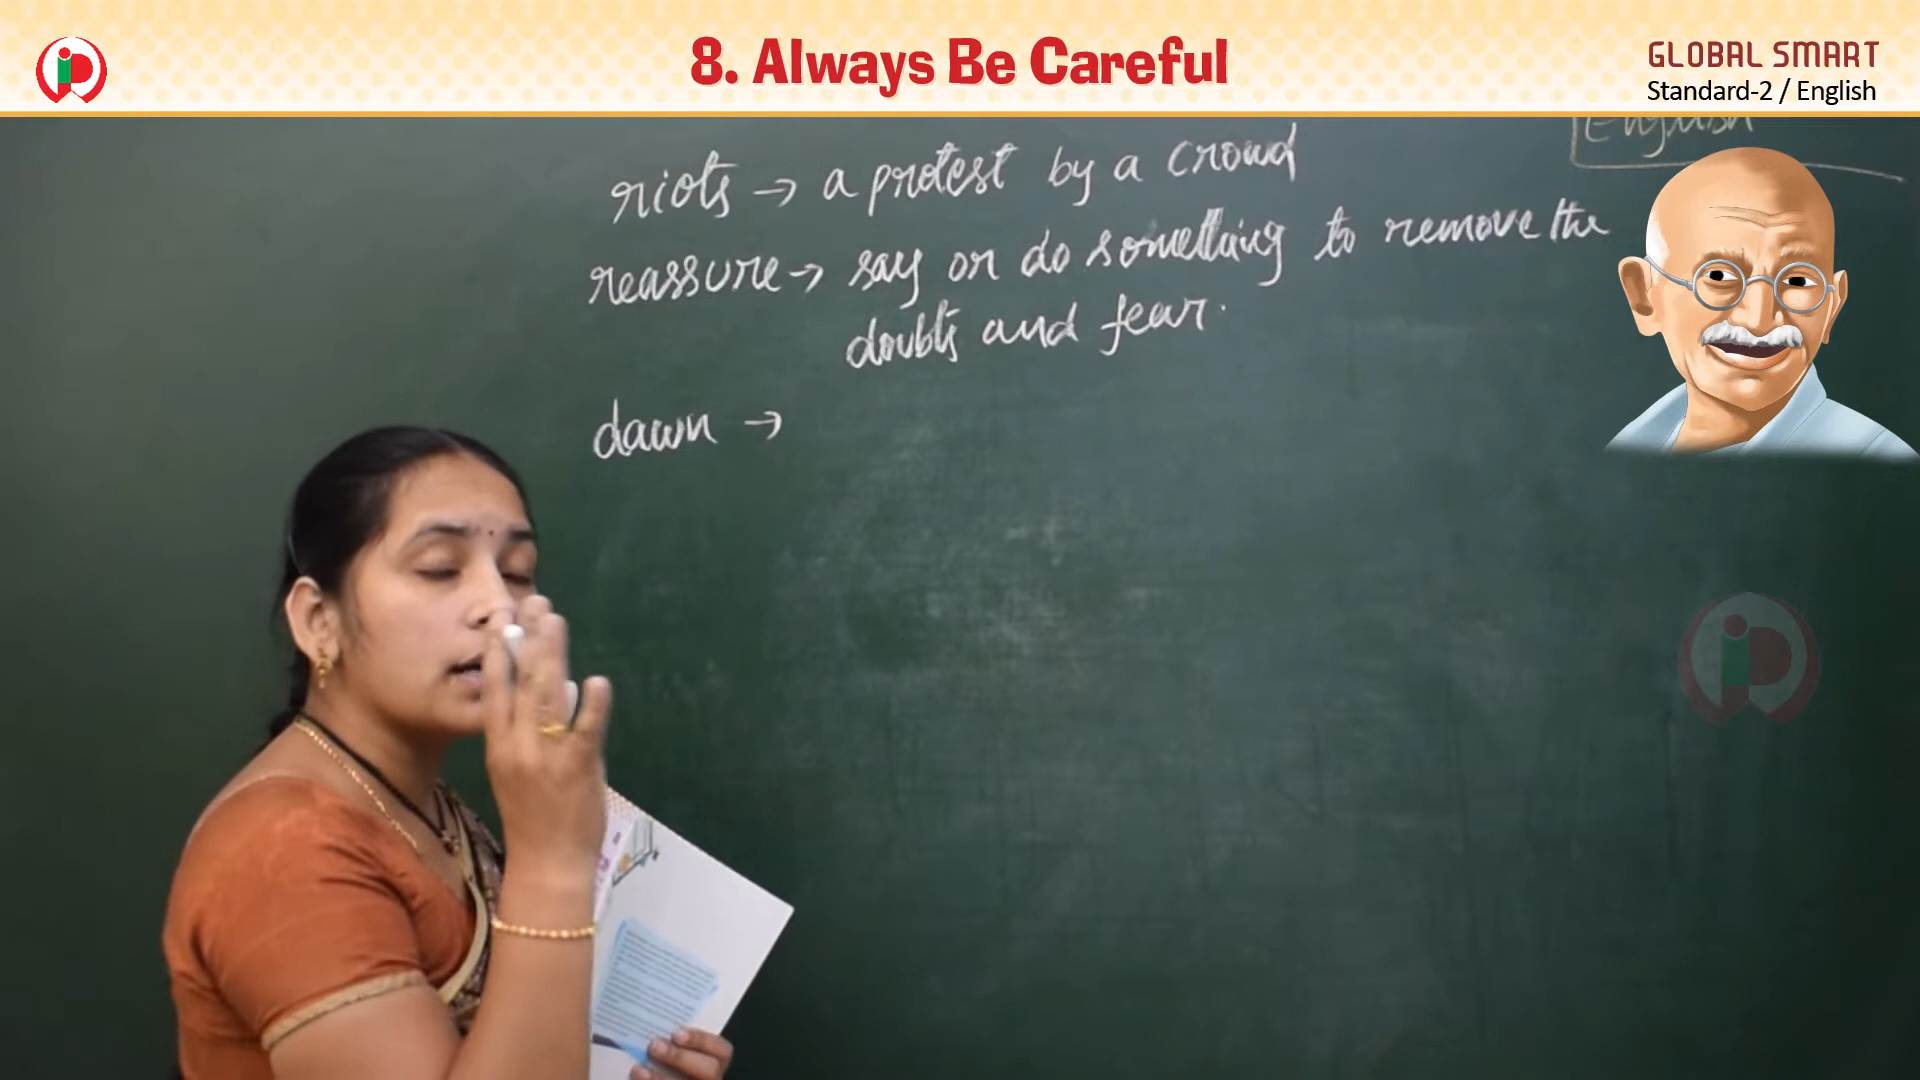 8. Always Be Careful
GLOBAL SMART
Standard-2 / English
English
riots → a protest by a crowd
reassure → say or do something to remove the
doubts and fear.
dawn →